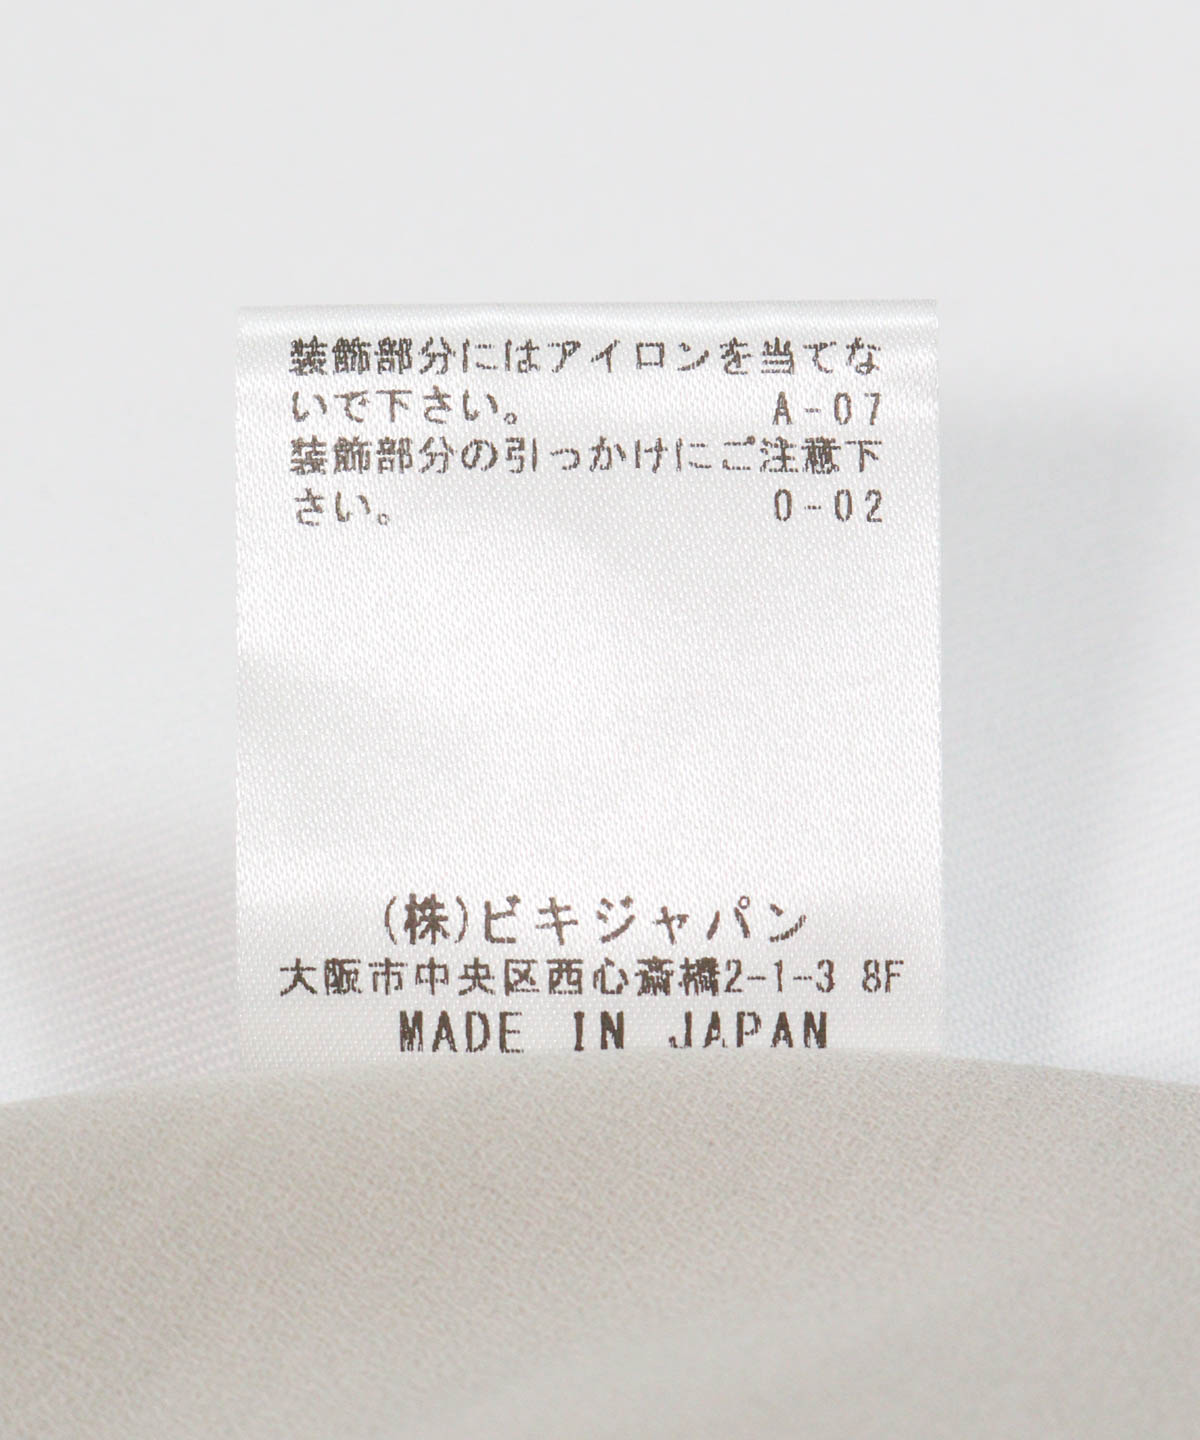 装飾部分にはアイロンを当てな
いで下さい。 A-07
装飾部分の引っかけにご注意下
さい。 O-02
(株)ビキジャパン
大阪市中央区西心斎橋2-1-3 8F
MADE IN JAPAN